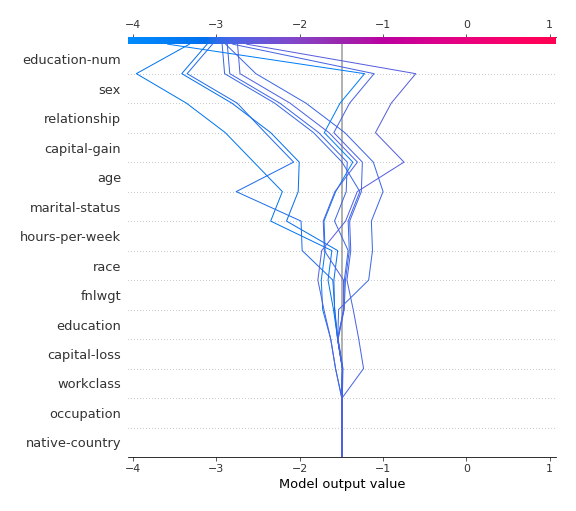 −4 −3 −2 −1 0 1
education-num
sex
relationship
capital-gain
age
marital-status
hours-per-week
race
fnlwgt
education
capital-loss
workclass
occupation
native-country
−4 −3 −2 −1 0 1
Model output value